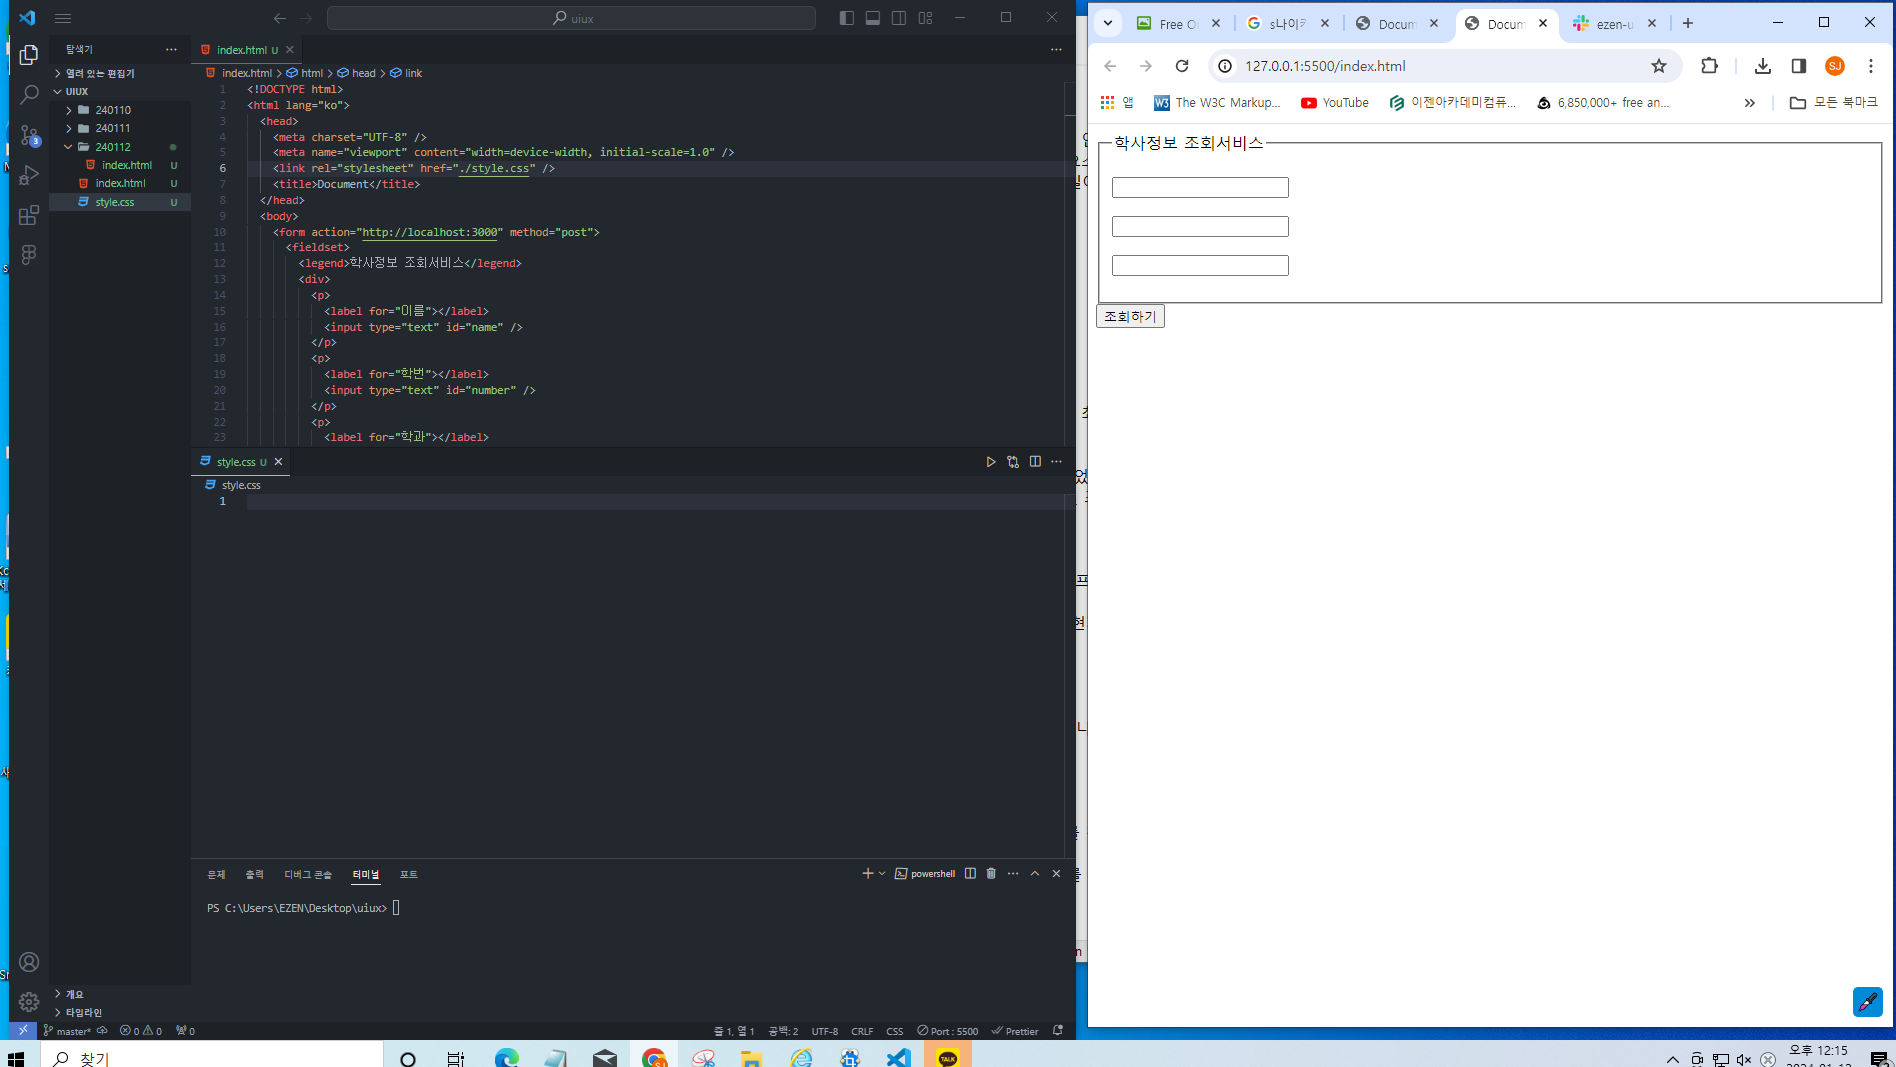 uiux
탐색기
열려 있는 편집기
UIUX
240110
240111
240112
index.html U
index.html U
style.css U
개요
타임라인
index.html U
index.html > html > head > link
1 <!DOCTYPE html>
2 <html lang="ko">
3 <head>
4 <meta charset="UTF-8" />
5 <meta name="viewport" content="width=device-width, initial-scale=1.0" />
6 <link rel="stylesheet" href="./style.css" />
7 <title>Document</title>
8 </head>
9 <body>
10 <form action="http://localhost:3000" method="post">
11 <fieldset>
12 <legend>학사정보 조회서비스</legend>
13 <div>
14 <p>
15 <label for="이름"></label>
16 <input type="text" id="name" />
17 </p>
18 <p>
19 <label for="학번"></label>
20 <input type="text" id="number" />
21 </p>
22 <p>
23 <label for="학과"></label>
style.css U
style.css
1
문제 출력 디버그 콘솔 터미널 포트
powershell
PS C:\Users\EZEN\Desktop\uiux>
master* 0 0 0
줄 1, 열 1 공백: 2 UTF-8 CRLF CSS Port : 5500 Prettier
Free Or
s나이키
Docum
Docum
ezen-u
127.0.0.1:5500/index.html
SJ
앱 The W3C Markup... YouTube 이젠아카데미컴퓨... 6,850,000+ free an... 모든 북마크
학사정보 조회서비스
조회하기
찾기
TALK
오후 12:15